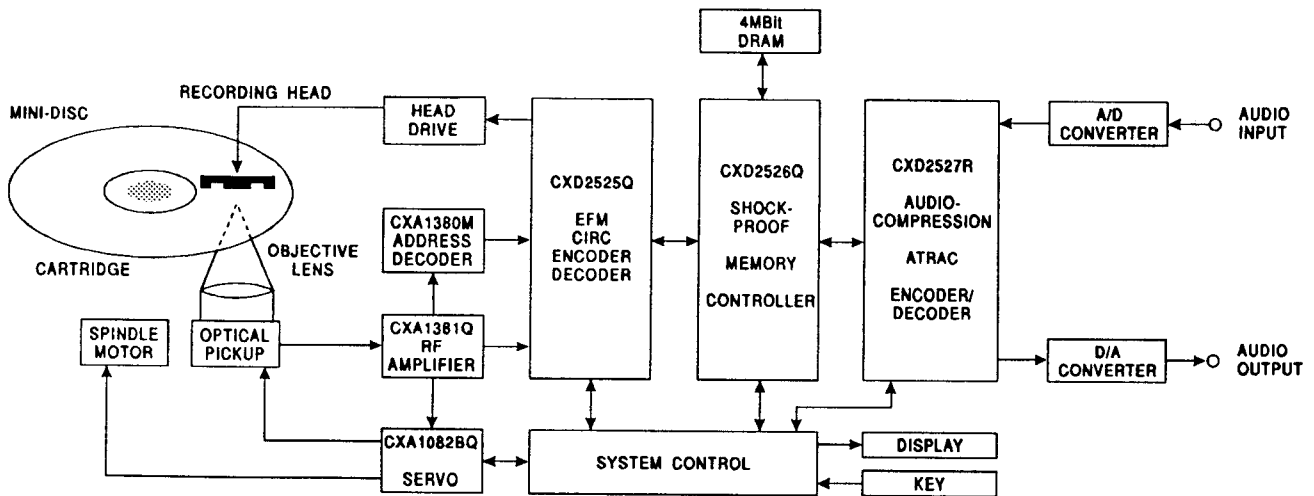 4MBit
DRAM
RECORDING HEAD
MINI-DISC
HEAD
DRIVE
A/D
CONVERTER
AUDIO
INPUT
CXD2525Q
EFM
CIRC
ENCODER
DECODER
CXD2526Q
SHOCK-
PROOF
MEMORY
CONTROLLER
CXD2527R
AUDIO-
COMPRESSION
ATRAC
ENCODER/
DECODER
CXA1380M
ADDRESS
DECODER
OBJECTIVE
LENS
CARTRIDGE
SPINDLE
MOTOR
OPTICAL
PICKUP
CXA1381Q
RF
AMPLIFIER
D/A
CONVERTER
AUDIO
OUTPUT
CXA1082BQ
SERVO
SYSTEM CONTROL
DISPLAY
KEY